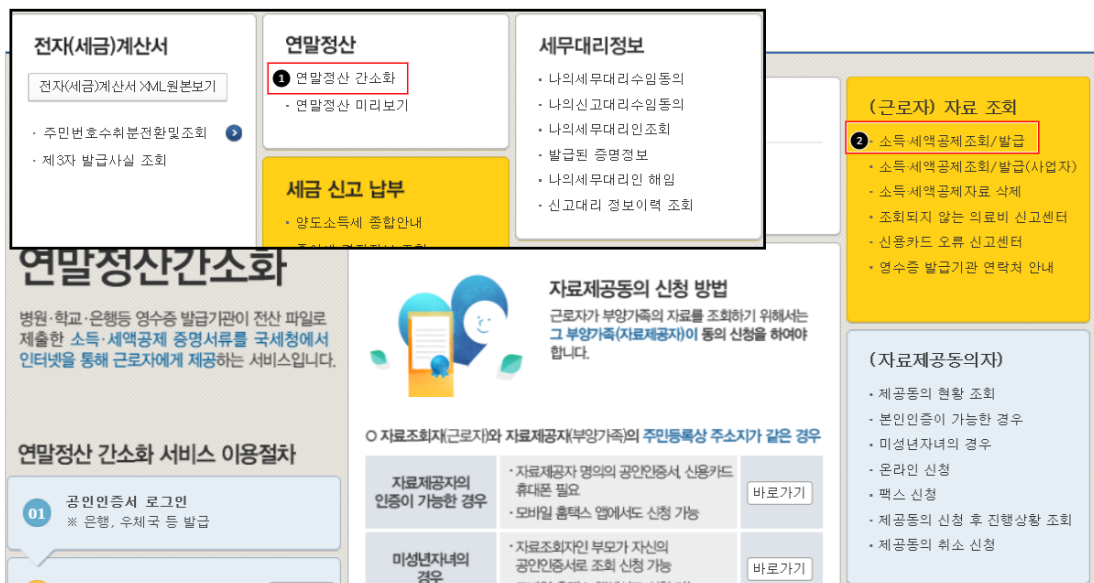 전자(세금)계산서
전자(세금)계산서 XML원본보기
· 주민번호수취분전환및조회
· 제3자 발급사실 조회
연말정산
1 연말정산 간소화
· 연말정산 미리보기
세금 신고 납부
· 양도소득세 종합안내
세무대리정보
· 나의세무대리수임동의
· 나의신고대리수임동의
· 나의세무대리인조회
· 발급된 증명정보
· 나의세무대리인 해임
· 신고대리 정보이력 조회
연말정산간소화
병원·학교·은행등 영수증 발급기관이 전산 파일로
제출한 소득·세액공제 증명서류를 국세청에서
인터넷을 통해 근로자에게 제공하는 서비스입니다.
연말정산 간소화 서비스 이용절차
01 공인인증서 로그인
※ 은행, 우체국 등 발급
자료제공동의 신청 방법
근로자가 부양가족의 자료를 조회하기 위해서는
그 부양가족(자료제공자)이 동의 신청을 하여야
합니다.
○ 자료조회자(근로자)와 자료제공자(부양가족)의 주민등록상 주소지가 같은 경우
자료제공자의
인증이 가능한 경우
· 자료제공자 명의의 공인인증서, 신용카드
휴대폰 필요
· 모바일 홈택스 앱에서도 신청 가능
바로가기
미성년자녀의
경우
· 자료조회자인 부모가 자신의
공인인증서로 조회 신청 가능
바로가기
(근로자) 자료 조회
2 · 소득·세액공제조회/발급
· 소득·세액공제조회/발급(사업자)
· 소득·세액공제자료 삭제
· 조회되지 않는 의료비 신고센터
· 신용카드 오류 신고센터
· 영수증 발급기관 연락처 안내
(자료제공동의자)
· 제공동의 현황 조회
· 본인인증이 가능한 경우
· 미성년자녀의 경우
· 온라인 신청
· 팩스 신청
· 제공동의 신청 후 진행상황 조회
· 제공동의 취소 신청